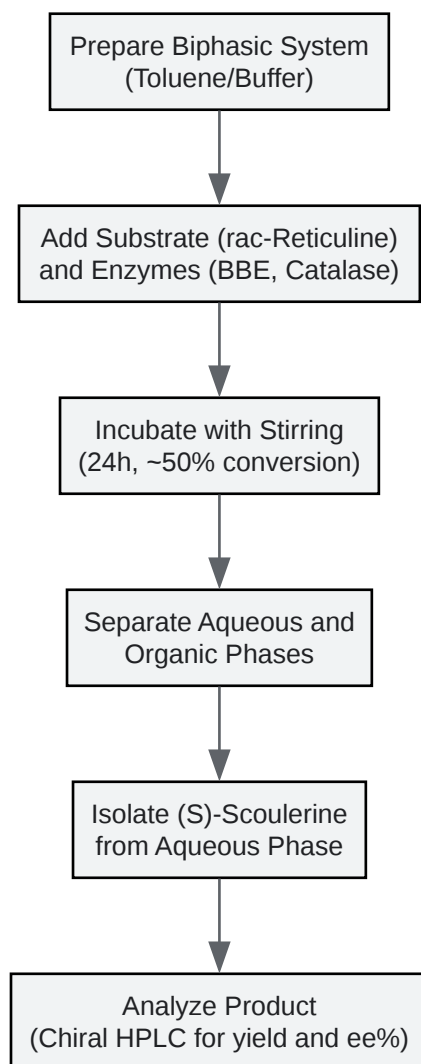 Prepare Biphasic System
(Toluene/Buffer)
Add Substrate (rac-Reticuline)
and Enzymes (BBE, Catalase)
Incubate with Stirring
(24h, ~50% conversion)
Separate Aqueous and
Organic Phases
Isolate (S)-Scoulerine
from Aqueous Phase
Analyze Product
(Chiral HPLC for yield and ee%)